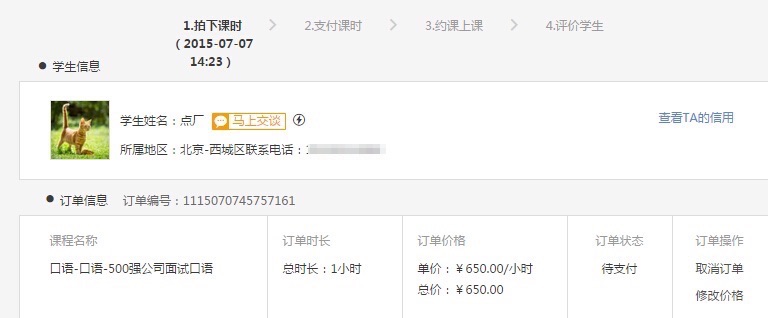 1.拍下课时
2.支付课时
3.约课上课
4.评价学生
（2015-07-07
14:23）
学生信息
学生姓名：点厂
马上交谈
查看TA的信用
所属地区：北京-西城区联系电话：
订单信息
订单编号：1115070745757161
课程名称
订单时长
订单价格
订单状态
订单操作
口语-口语-500强公司面试口语
总时长：1小时
单价：￥650.00/小时
待支付
取消订单
总价：￥650.00
修改价格